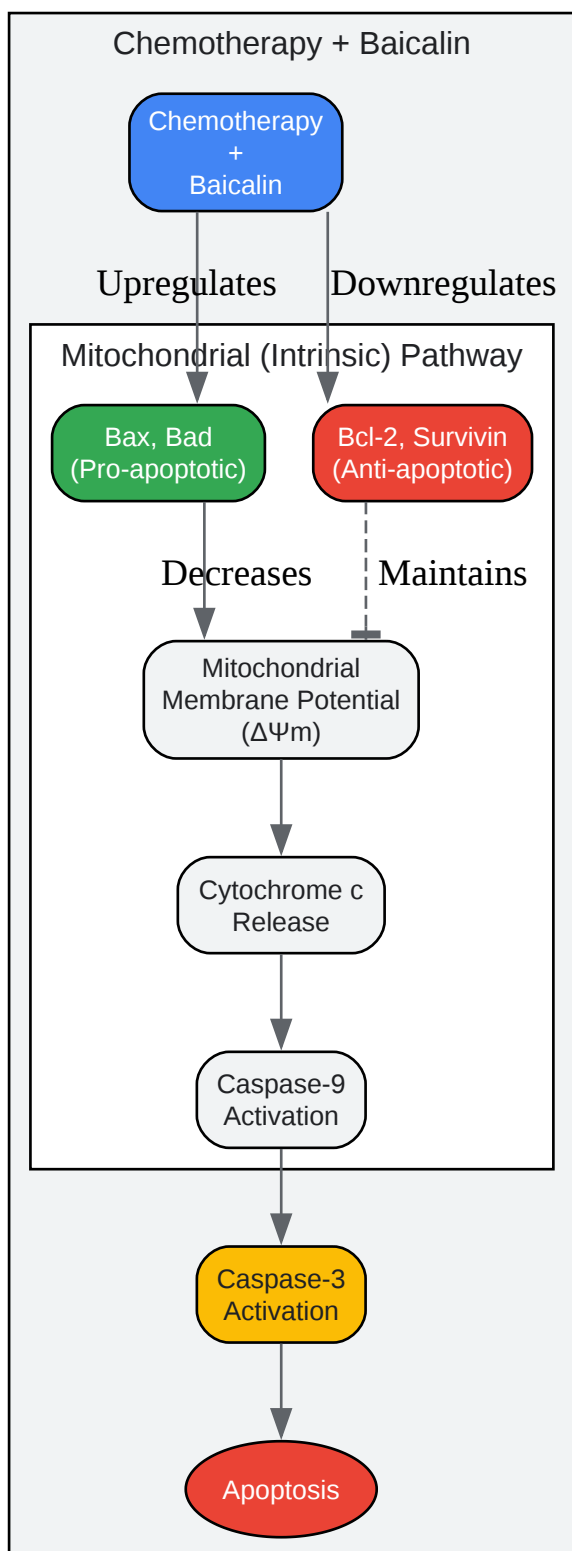 Chemotherapy + Baicalin
Chemotherapy
+
Baicalin
Upregulates
Downregulates
Mitochondrial (Intrinsic) Pathway
Bax, Bad
(Pro-apoptotic)
Bcl-2, Survivin
(Anti-apoptotic)
Decreases
Maintains
Mitochondrial
Membrane Potential
(ΔΨm)
Cytochrome c
Release
Caspase-9
Activation
Caspase-3
Activation
Apoptosis